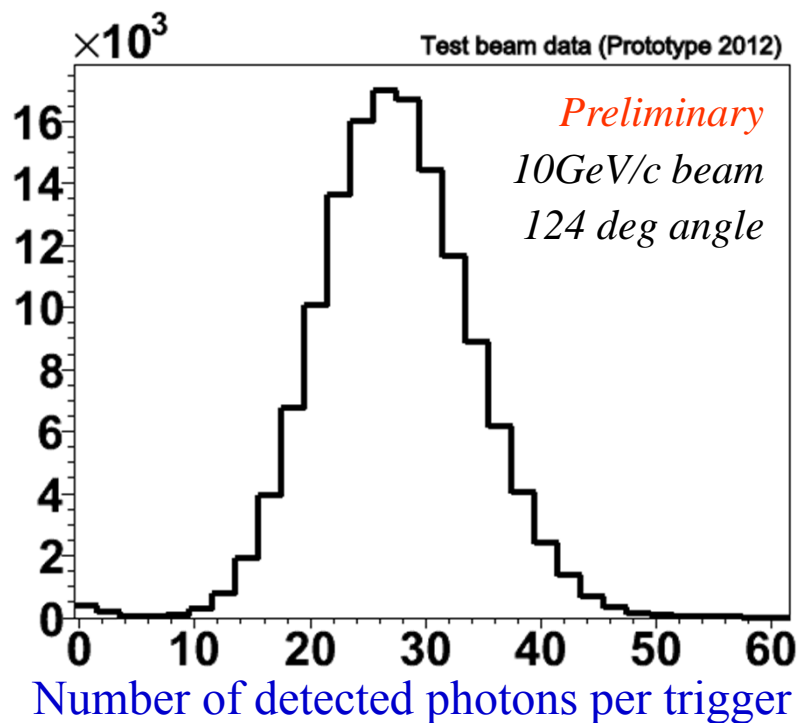 ×10³
Test beam data (Prototype 2012)
Preliminary
10GeV/c beam
124 deg angle
16
14
12
10
8
6
4
2
0
0 10 20 30 40 50 60
Number of detected photons per trigger